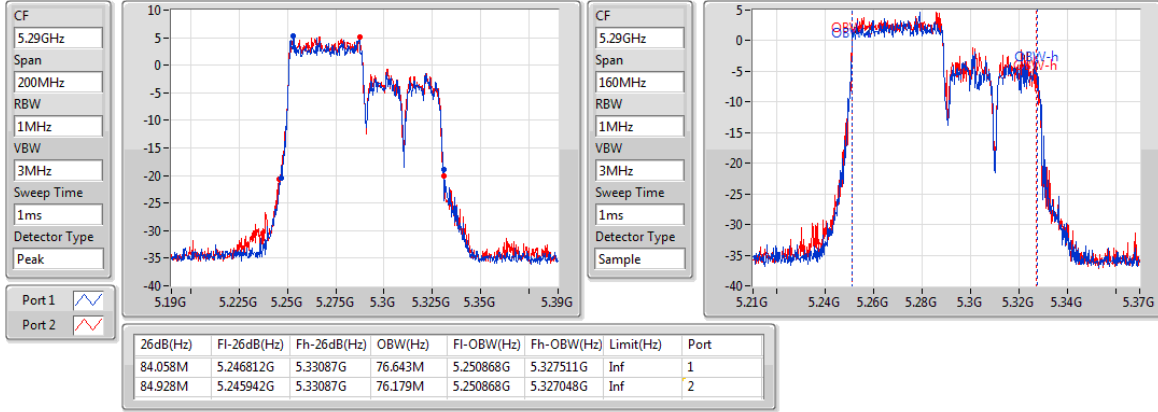 CF
5.29GHz
Span
200MHz
RBW
1MHz
VBW
3MHz
Sweep Time
1ms
Detector Type
Peak
Port 1
Port 2
10
5
0
-5
-10
-15
-20
-25
-30
-35
-40
5.19G 5.225G 5.25G 5.275G 5.3G 5.325G 5.35G 5.39G
CF
5.29GHz
Span
160MHz
RBW
1MHz
VBW
3MHz
Sweep Time
1ms
Detector Type
Sample
5
0
-5
-10
-15
-20
-25
-30
-35
-40
OBW-h
5.21G 5.24G 5.26G 5.28G 5.3G 5.32G 5.34G 5.37G
26dB(Hz) Fl-26dB(Hz) Fh-26dB(Hz) OBW(Hz) Fl-OBW(Hz) Fh-OBW(Hz) Limit(Hz) Port
84.058M 5.246812G 5.33087G 76.643M 5.250868G 5.327511G Inf 1
84.928M 5.245942G 5.33087G 76.179M 5.250868G 5.327048G Inf 2